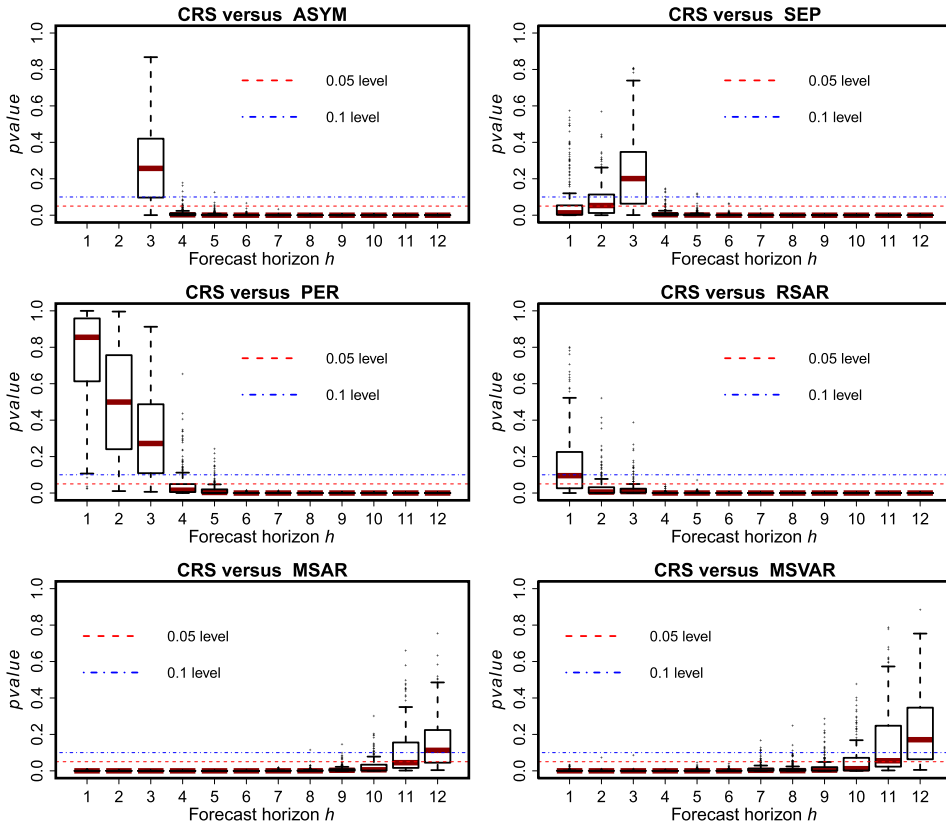 CRS versus ASYM
pvalue
1.0
0.8
0.6
0.4
0.2
0.0
0.05 level
0.1 level
1 2 3 4 5 6 7 8 9 10 11 12
Forecast horizon h
CRS versus SEP
pvalue
1.0
0.8
0.6
0.4
0.2
0.0
0.05 level
0.1 level
1 2 3 4 5 6 7 8 9 10 11 12
Forecast horizon h
CRS versus PER
pvalue
1.0
0.8
0.6
0.4
0.2
0.0
0.05 level
0.1 level
1 2 3 4 5 6 7 8 9 10 11 12
Forecast horizon h
CRS versus RSAR
pvalue
1.0
0.8
0.6
0.4
0.2
0.0
0.05 level
0.1 level
1 2 3 4 5 6 7 8 9 10 11 12
Forecast horizon h
CRS versus MSAR
pvalue
1.0
0.8
0.6
0.4
0.2
0.0
0.05 level
0.1 level
1 2 3 4 5 6 7 8 9 10 11 12
Forecast horizon h
CRS versus MSVAR
pvalue
1.0
0.8
0.6
0.4
0.2
0.0
0.05 level
0.1 level
1 2 3 4 5 6 7 8 9 10 11 12
Forecast horizon h